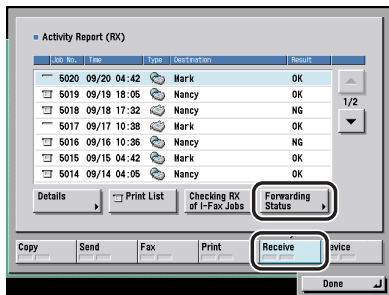 Activity Report (RX)
Job No. Time Type Destination Result
5020 09/20 04:42 Mark OK
5019 09/19 18:05 Nancy OK
5018 09/18 17:32 Nancy NG
5017 09/17 10:38 Mark OK
5016 09/16 10:36 Nancy NG
5015 09/15 04:42 Mark OK
5014 09/14 04:05 Nancy OK
1/2
Details Print List Checking RX of I-Fax Jobs Forwarding Status
Copy Send Fax Print Receive evice
Done